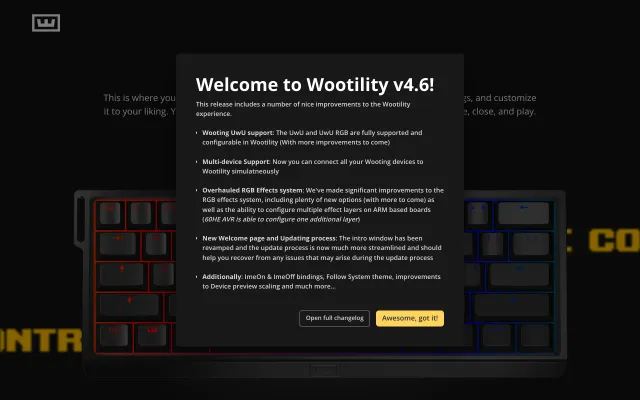 Welcome to Wootility v4.6!
This release includes a number of nice improvements to the Wootility
experience.
Wooting UwU support: The UwU and UwU RGB are fully supported and
configurable in Wootility (With more improvements to come)
Multi-device Support: Now you can connect all your Wooting devices to
Wootility simulatneously
Overhauled RGB Effects system: We've made significant improvements to the
RGB effects system, including plenty of new options (with more to come) as
well as the ability to configure multiple effect layers on ARM based boards
(60HE AVR is able to configure one additional layer)
New Welcome page and Updating process: The intro window has been
revamped and the update process is now much more streamlined and should
help you recover from any issues that may arise during the update process
Additionally: ImeOn & ImeOff bindings, Follow System theme, improvements
to Device preview scaling and much more...
Open full changelog
Awesome, got it!
This is where you
gs, and customize
it to your liking. Y
e, close, and play.
CO
ONTR